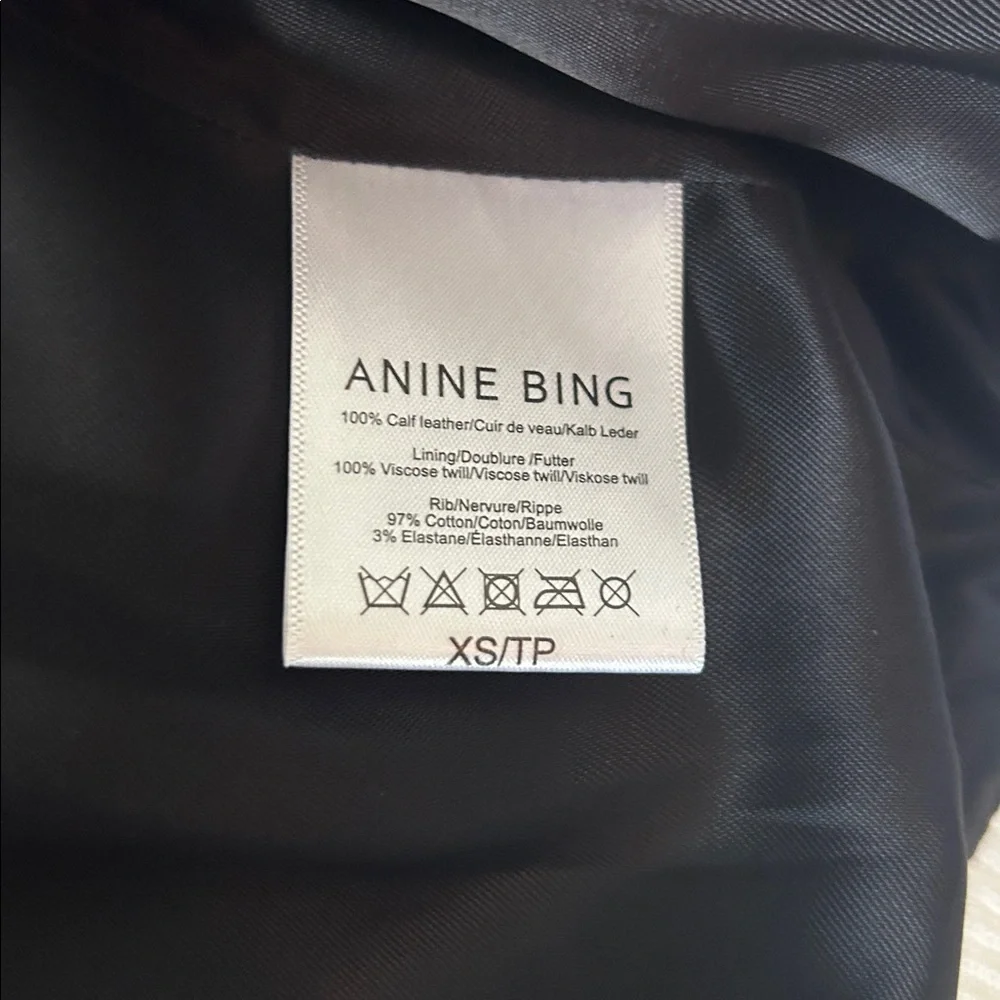 ANINE BING
100% Calf leather/Cuir de veau/Kalb Leder
Lining/Doublure /Futter
100% Viscose twill/Viscose twill/Viskose twill
Rib/Nervure/Rippe
97% Cotton/Coton/Baumwolle
3% Elastane/Élasthanne/Elasthan
XS/TP